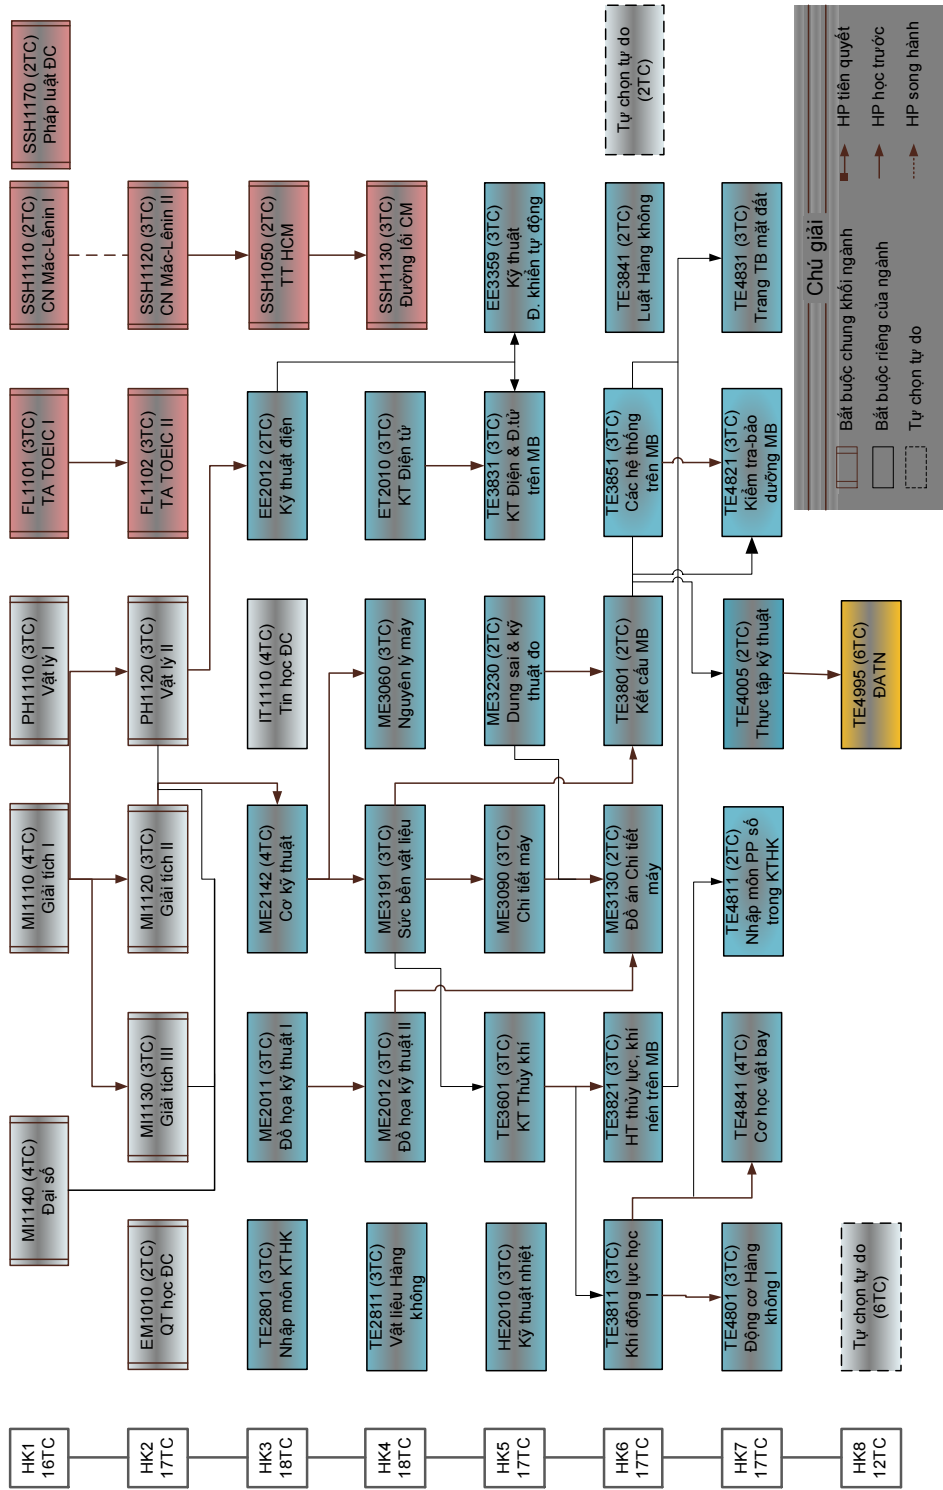 HK1
16TC
MI1140 (4TC)
Đại số
MI1110 (4TC)
Giải tích I
PH1110 (3TC)
Vật lý I
FL1101 (3TC)
TA TOEIC I
SSH1110 (2TC)
CN Mác-Lênin I
SSH1170 (2TC)
Pháp luật ĐC
HK2
17TC
EM1010 (2TC)
QT học ĐC
MI1130 (3TC)
Giải tích III
MI1120 (3TC)
Giải tích II
PH1120 (3TC)
Vật lý II
FL1102 (3TC)
TA TOEIC II
SSH1120 (3TC)
CN Mác-Lênin II
HK3
18TC
TE2801 (3TC)
Nhập môn KTHK
ME2011 (3TC)
Đồ họa kỹ thuật I
ME2142 (4TC)
Cơ kỹ thuật
IT1110 (4TC)
Tin học ĐC
EE2012 (2TC)
Kỹ thuật điện
SSH1050 (2TC)
TT HCM
HK4
18TC
TE2811 (3TC)
Vật liệu Hàng
không
ME2012 (3TC)
Đồ họa kỹ thuật II
ME3191 (3TC)
Sức bền vật liệu
ME3060 (3TC)
Nguyên lý máy
ET2010 (3TC)
KT Điện tử
SSH1130 (3TC)
Đường lối CM
HK5
17TC
HE2010 (3TC)
Kỹ thuật nhiệt
TE3601 (3TC)
KT Thủy khí
ME3090 (3TC)
Chi tiết máy
ME3230 (2TC)
Dung sai & kỹ
thuật đo
TE3831 (3TC)
KT Điện & Đ.tử
trên MB
EE3359 (3TC)
Kỹ thuật
Đ. khiển tự động
HK6
17TC
TE3811 (3TC)
Khí động lực học
I
TE3821 (3TC)
HT thủy lực, khí
nén trên MB
ME3130 (2TC)
Đồ án Chi tiết
máy
TE3801 (2TC)
Kết cấu MB
TE3851 (3TC)
Các hệ thống
trên MB
TE3841 (2TC)
Luật Hàng không
Tự chọn tự do
(2TC)
HK7
17TC
TE4801 (3TC)
Động cơ Hàng
không I
TE4841 (4TC)
Cơ học vật bay
TE4811 (2TC)
Nhập môn PP số
trong KTHK
TE4005 (2TC)
Thực tập kỹ thuật
TE4821 (3TC)
Kiểm tra-bảo
dưỡng MB
TE4831 (3TC)
Trang TB mặt đất
HK8
12TC
Tự chọn tự do
(6TC)
TE4995 (6TC)
ĐATN
Chú giải
Bắt buộc chung khối ngành
HP tiên quyết
Bắt buộc riêng của ngành
HP học trước
Tự chọn tự do
HP song hành